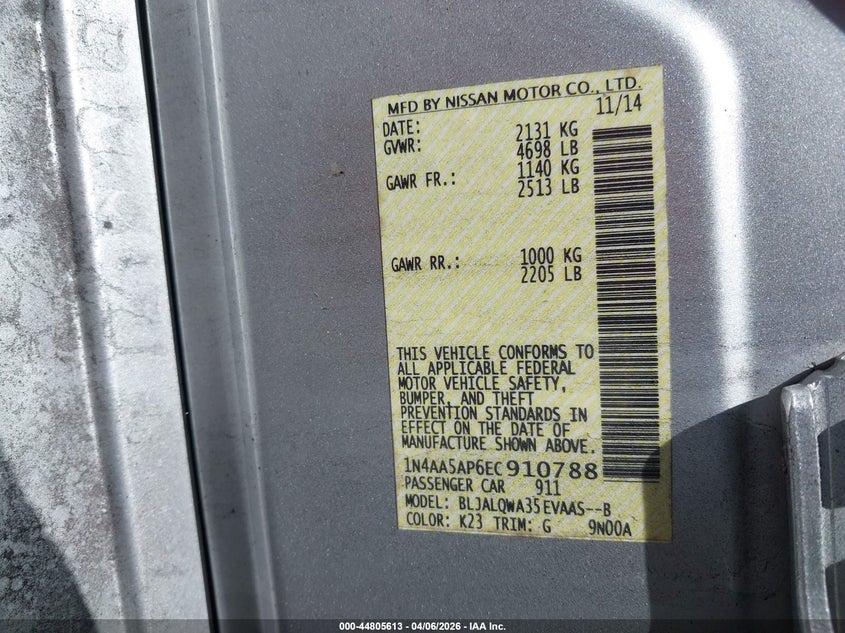 MFD BY NISSAN MOTOR CO., LTD.
DATE: 11/14
GVWR: 2131 KG
4698 LB
GAWR FR.: 1140 KG
2513 LB
GAWR RR.: 1000 KG
2205 LB
THIS VEHICLE CONFORMS TO
ALL APPLICABLE FEDERAL
MOTOR VEHICLE SAFETY,
BUMPER, AND THEFT
PREVENTION STANDARDS IN
EFFECT ON THE DATE OF
MANUFACTURE SHOWN ABOVE.
1N4AA5AP6EC910788
PASSENGER CAR 911
MODEL: BLJALQWA35EVAAS--B
COLOR: K23 TRIM: G 9N00A
000-44805613 - 04/06/2026 - IAA Inc.